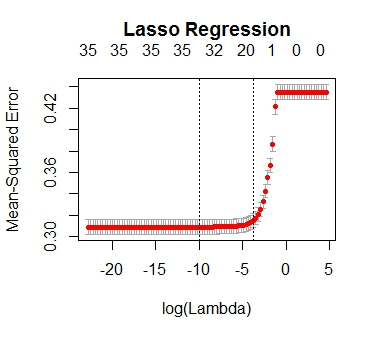 Lasso Regression
35 35 35 35 32 20 1 0 0
Mean-Squared Error
0.42
0.36
0.30
-20 -15 -10 -5 0 5
log(Lambda)